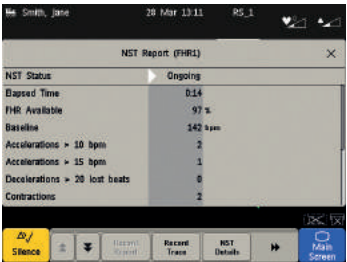 Smith, Jane 28 Mar 13:11 RS_1
NST Report (FHR1)
NST Status Ongoing
Elapsed Time 0:14
FHR Available 97 %
Baseline 142 bpm
Accelerations > 10 bpm 2
Accelerations > 15 bpm 1
Decelerations > 20 lost beats 0
Contractions 2
Silence
Record
Record Trace
NST Details
Main Screen